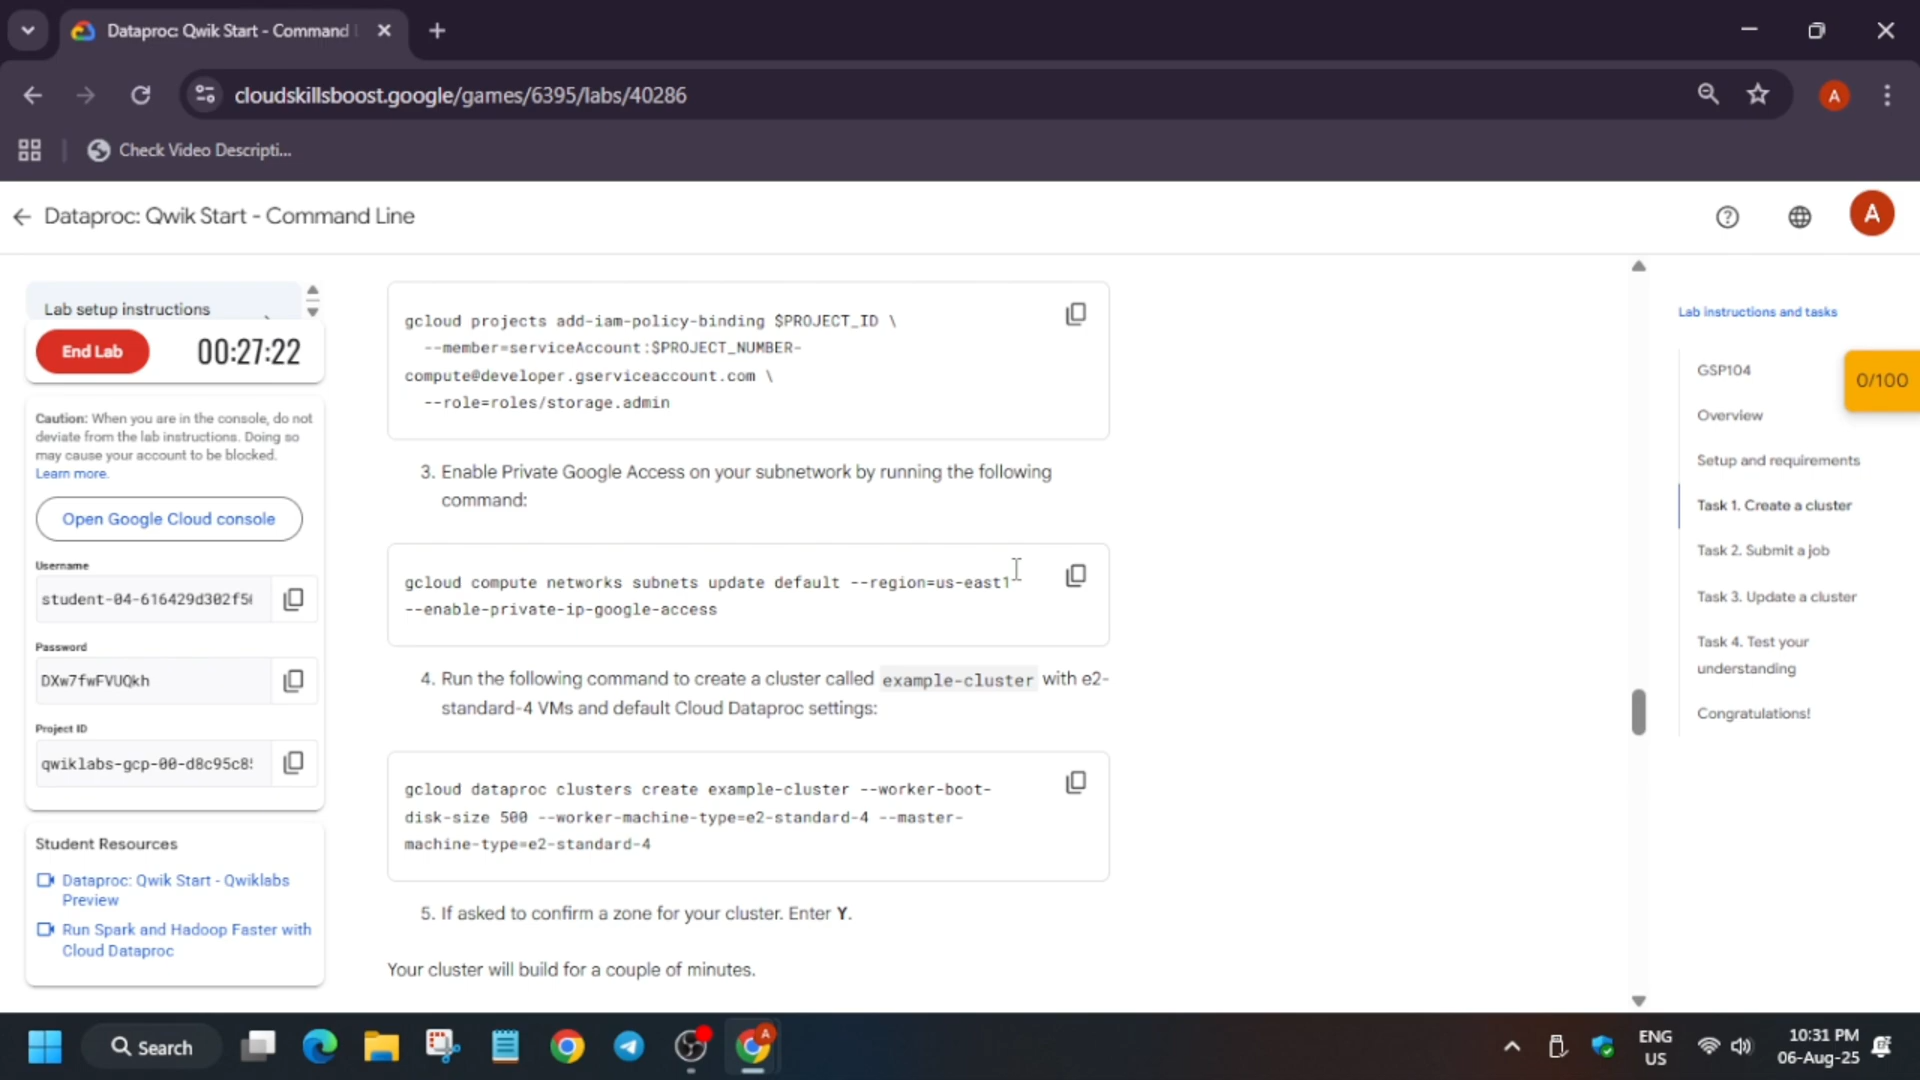 Dataproc: Qwik Start - Command
cloudskillsboost.google/games/6395/labs/40286
A
Check Video Descripti...
Dataproc: Qwik Start - Command Line
A
Lab setup instructions
End Lab
00:27:22
Caution: When you are in the console, do not
deviate from the lab instructions. Doing so
may cause your account to be blocked.
Learn more.
Open Google Cloud console
Username
student-04-616429d302f5
Password
DXw7fwFVUQkh
Project ID
qwiklabs-gcp-00-d8c95c8
Student Resources
Dataproc: Qwik Start - Qwiklabs
Preview
Run Spark and Hadoop Faster with
Cloud Dataproc
gcloud projects add-iam-policy-binding $PROJECT_ID \
--member=serviceAccount:$PROJECT_NUMBER-
compute@developer.gserviceaccount.com \
--role=roles/storage.admin
3. Enable Private Google Access on your subnetwork by running the following
command:
gcloud compute networks subnets update default --region=us-east1
--enable-private-ip-google-access
4. Run the following command to create a cluster called example-cluster with e2-
standard-4 VMs and default Cloud Dataproc settings:
gcloud dataproc clusters create example-cluster --worker-boot-
disk-size 500 --worker-machine-type=e2-standard-4 --master-
machine-type=e2-standard-4
5. If asked to confirm a zone for your cluster. Enter Y.
Your cluster will build for a couple of minutes.
Lab instructions and tasks
GSP104
0/100
Overview
Setup and requirements
Task 1. Create a cluster
Task 2. Submit a job
Task 3. Update a cluster
Task 4. Test your
understanding
Congratulations!
Search
A
ENG
US
10:31 PM
06-Aug-25